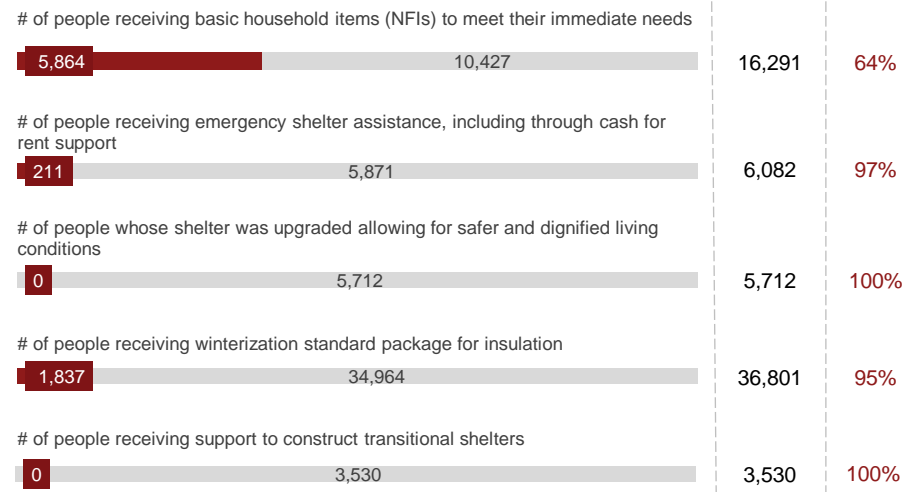 # of people receiving basic household items (NFIs) to meet their immediate needs
5,864 10,427 16,291 64%
# of people receiving emergency shelter assistance, including through cash for
rent support
211 5,871 6,082 97%
# of people whose shelter was upgraded allowing for safer and dignified living
conditions
0 5,712 5,712 100%
# of people receiving winterization standard package for insulation
1,837 34,964 36,801 95%
# of people receiving support to construct transitional shelters
0 3,530 3,530 100%